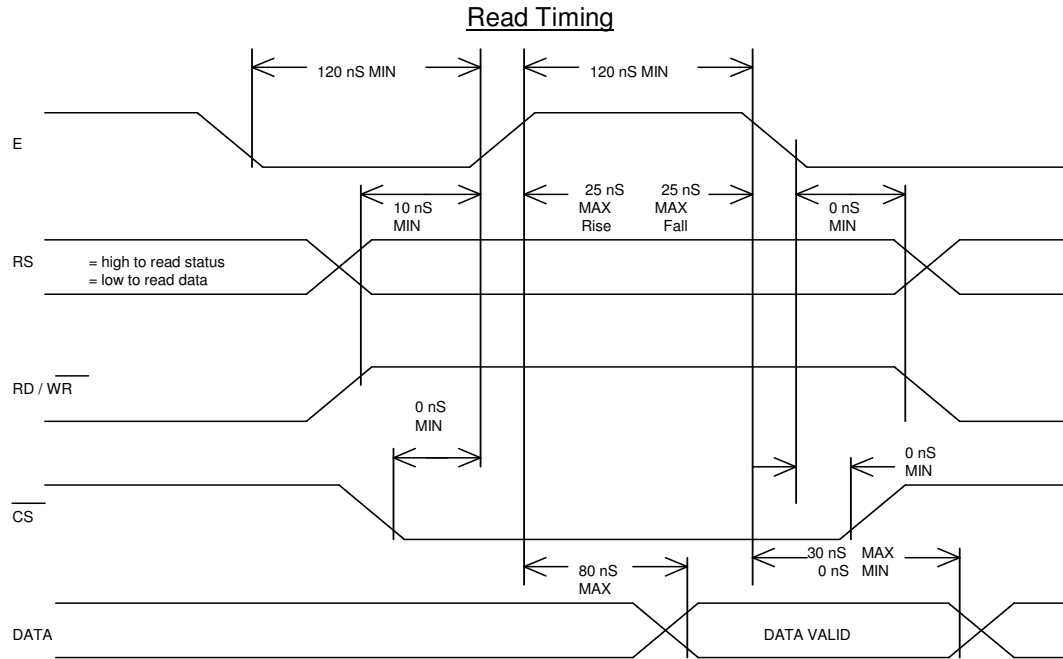 Read Timing
120 nS MIN
120 nS MIN
E
10 nS
MIN
25 nS
MAX
Rise
25 nS
MAX
Fall
0 nS
MIN
RS
= high to read status
= low to read data
RD / WR
0 nS
MIN
0 nS
MIN
CS
30 nS MAX
0 nS MIN
80 nS
MAX
DATA
DATA VALID